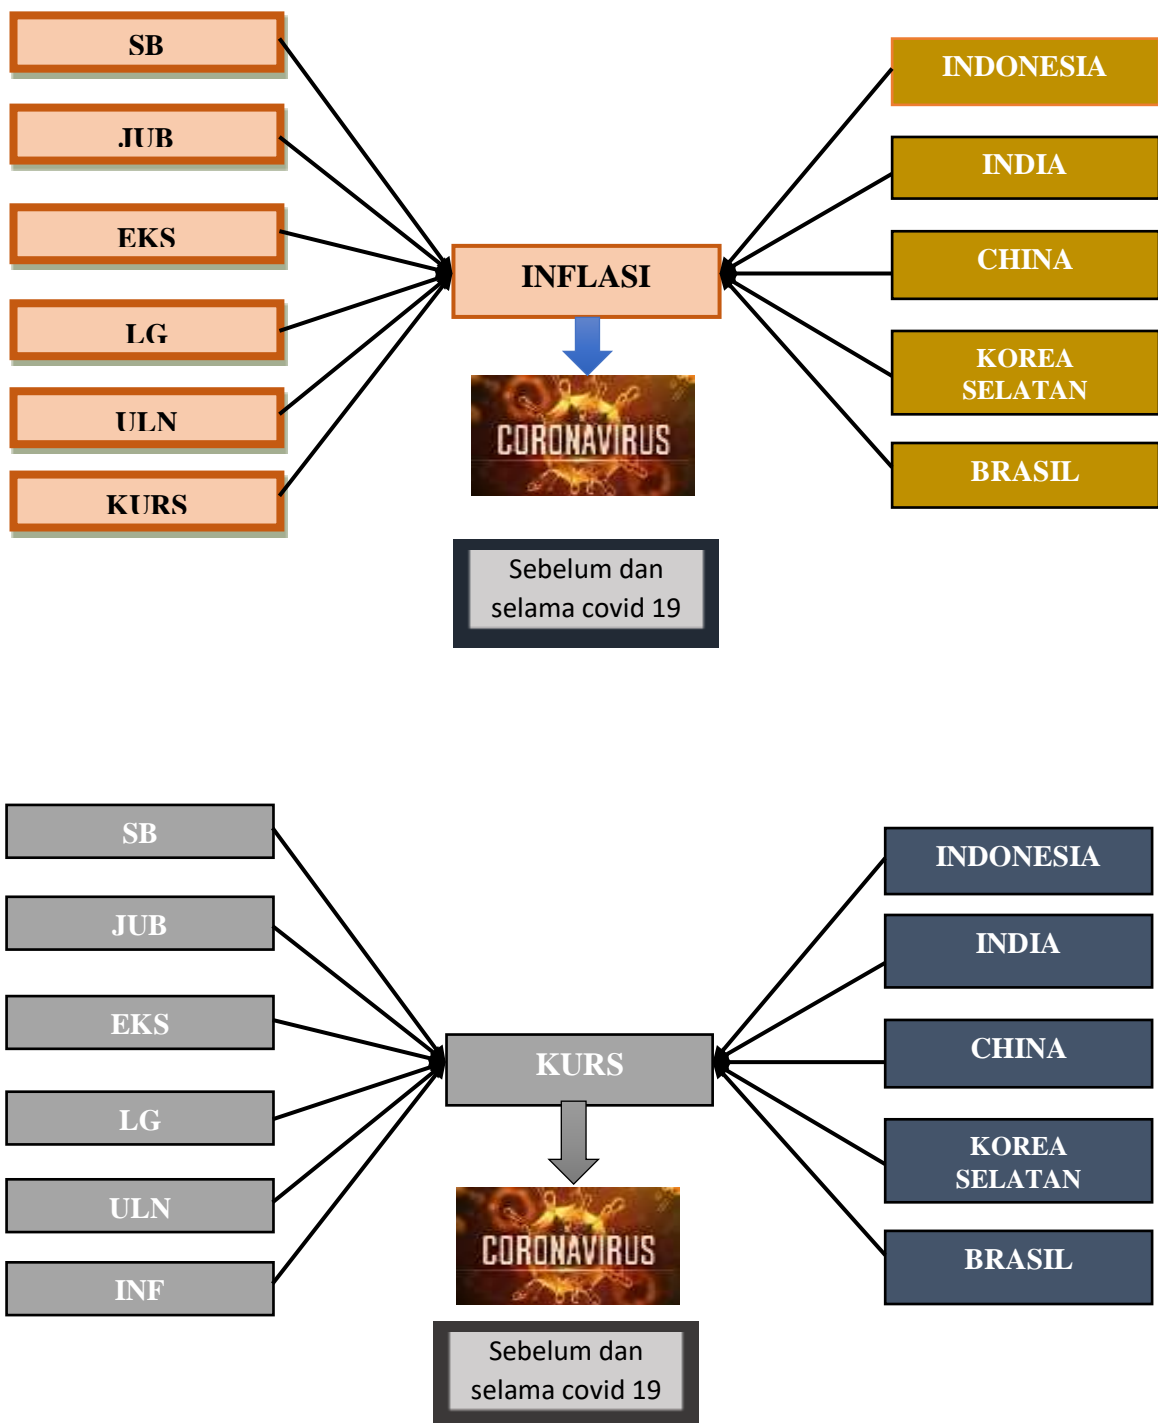 SB
JUB
EKS
LG
ULN
KURS
INFLASI
CORONAVIRUS
Sebelum dan
selama covid 19
INDONESIA
INDIA
CHINA
KOREA
SELATAN
BRASIL
SB
JUB
EKS
LG
ULN
INF
KURS
CORONAVIRUS
Sebelum dan
selama covid 19
INDONESIA
INDIA
CHINA
KOREA
SELATAN
BRASIL